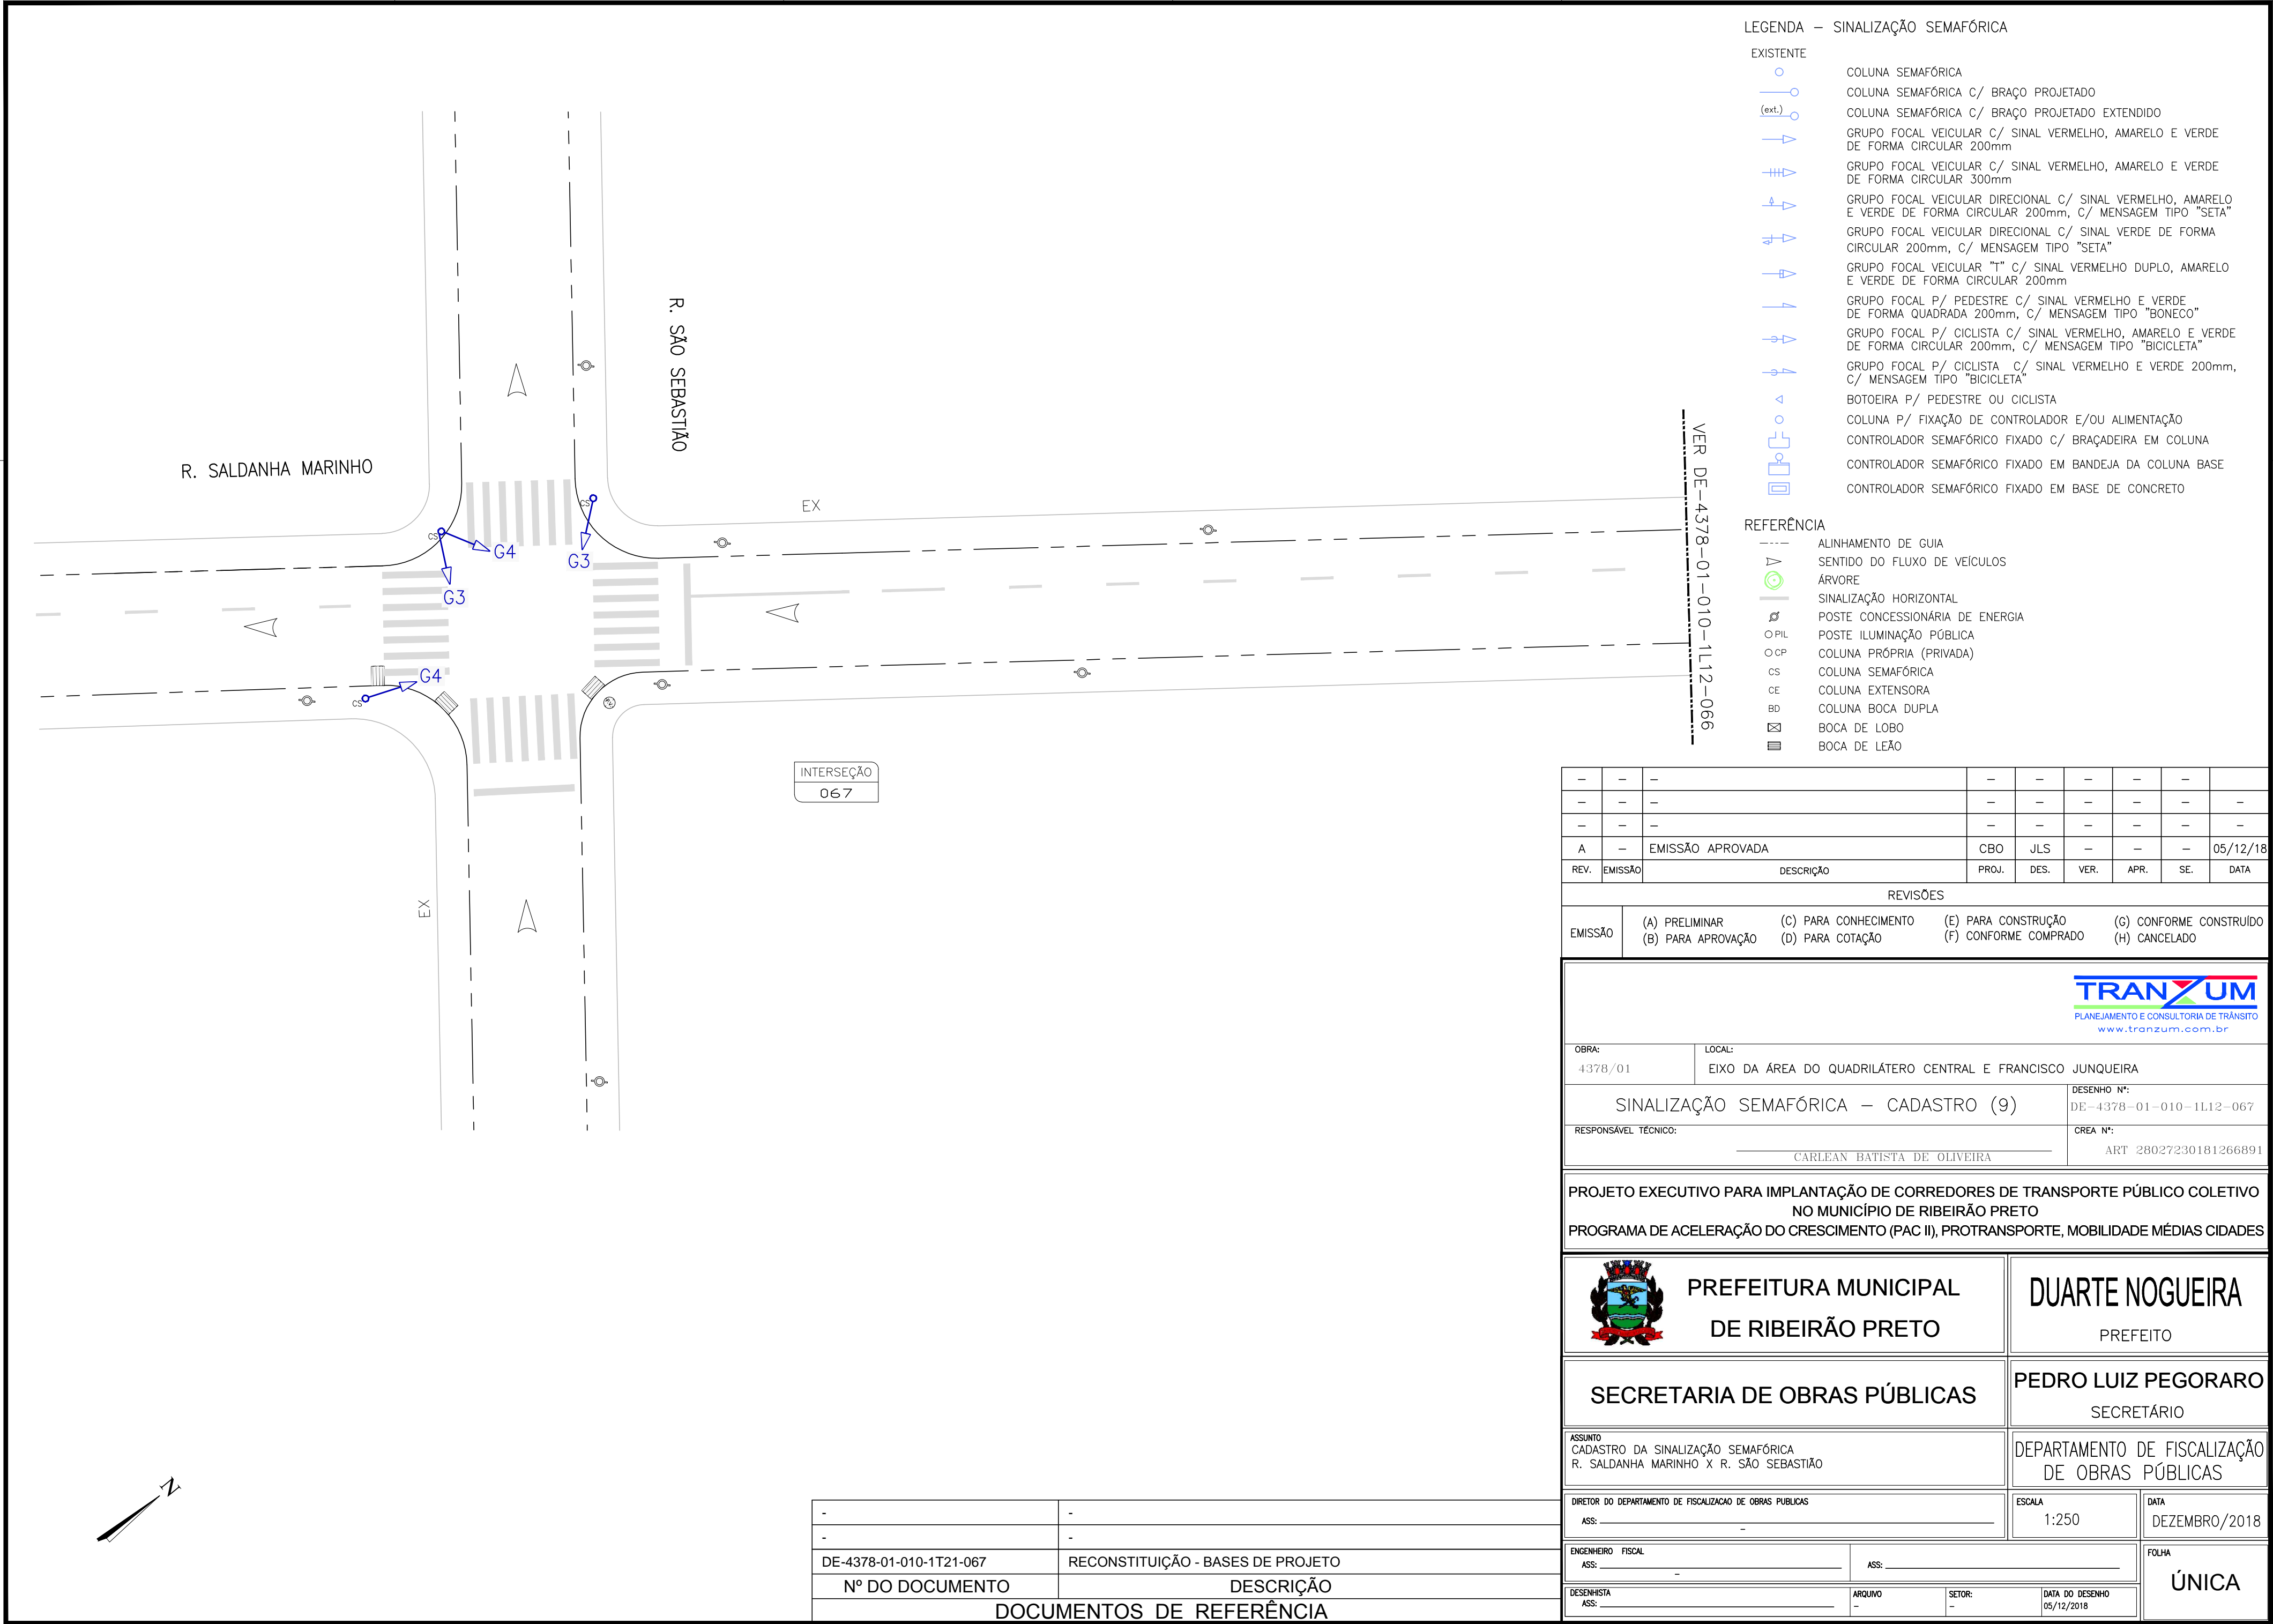 LEGENDA – SINALIZAÇÃO SEMAFÓRICA
EXISTENTE
COLUNA SEMAFÓRICA
COLUNA SEMAFÓRICA C/ BRAÇO PROJETADO
(ext.)
COLUNA SEMAFÓRICA C/ BRAÇO PROJETADO EXTENDIDO
GRUPO FOCAL VEICULAR C/ SINAL VERMELHO, AMARELO E VERDE
DE FORMA CIRCULAR 200mm
GRUPO FOCAL VEICULAR C/ SINAL VERMELHO, AMARELO E VERDE
DE FORMA CIRCULAR 300mm
GRUPO FOCAL VEICULAR DIRECIONAL C/ SINAL VERMELHO, AMARELO
E VERDE DE FORMA CIRCULAR 200mm, C/ MENSAGEM TIPO "SETA"
GRUPO FOCAL VEICULAR DIRECIONAL C/ SINAL VERDE DE FORMA
CIRCULAR 200mm, C/ MENSAGEM TIPO "SETA"
GRUPO FOCAL VEICULAR "T" C/ SINAL VERMELHO DUPLO, AMARELO
E VERDE DE FORMA CIRCULAR 200mm
GRUPO FOCAL P/ PEDESTRE C/ SINAL VERMELHO E VERDE
DE FORMA QUADRADA 200mm, C/ MENSAGEM TIPO "BONECO"
GRUPO FOCAL P/ CICLISTA C/ SINAL VERMELHO, AMARELO E VERDE
DE FORMA CIRCULAR 200mm, C/ MENSAGEM TIPO "BICICLETA"
GRUPO FOCAL P/ CICLISTA C/ SINAL VERMELHO E VERDE 200mm,
C/ MENSAGEM TIPO "BICICLETA"
BOTOEIRA P/ PEDESTRE OU CICLISTA
COLUNA P/ FIXAÇÃO DE CONTROLADOR E/OU ALIMENTAÇÃO
CONTROLADOR SEMAFÓRICO FIXADO C/ BRAÇADEIRA EM COLUNA
CONTROLADOR SEMAFÓRICO FIXADO EM BANDEJA DA COLUNA BASE
CONTROLADOR SEMAFÓRICO FIXADO EM BASE DE CONCRETO
REFERÊNCIA
ALINHAMENTO DE GUIA
SENTIDO DO FLUXO DE VEÍCULOS
ÁRVORE
SINALIZAÇÃO HORIZONTAL
POSTE CONCESSIONÁRIA DE ENERGIA
PIL POSTE ILUMINAÇÃO PÚBLICA
CP COLUNA PRÓPRIA (PRIVADA)
CS COLUNA SEMAFÓRICA
CE COLUNA EXTENSORA
BD COLUNA BOCA DUPLA
BOCA DE LOBO
BOCA DE LEÃO
R. SÃO SEBASTIÃO
R. SALDANHA MARINHO
EX
CS
G3
CS
G4
G3
G4
CS
EX
VER DE–4378–01–010–1L12–066
INTERSEÇÃO
067
N
– – – – – – – –
– – – – – – – – –
– – – – – – – – –
A – EMISSÃO APROVADA CBO JLS – – – 05/12/18
REV. EMISSÃO DESCRIÇÃO PROJ. DES. VER. APR. SE. DATA
REVISÕES
EMISSÃO
(A) PRELIMINAR (C) PARA CONHECIMENTO (E) PARA CONSTRUÇÃO (G) CONFORME CONSTRUÍDO
(B) PARA APROVAÇÃO (D) PARA COTAÇÃO (F) CONFORME COMPRADO (H) CANCELADO
TRANZUM
PLANEJAMENTO E CONSULTORIA DE TRÂNSITO
www.tranzum.com.br
OBRA: LOCAL:
4378/01 EIXO DA ÁREA DO QUADRILÁTERO CENTRAL E FRANCISCO JUNQUEIRA
SINALIZAÇÃO SEMAFÓRICA – CADASTRO (9)
DESENHO Nº:
DE–4378–01–010–1L12–067
RESPONSÁVEL TÉCNICO:
CARLEAN BATISTA DE OLIVEIRA
CREA Nº:
ART 28027230181266891
PROJETO EXECUTIVO PARA IMPLANTAÇÃO DE CORREDORES DE TRANSPORTE PÚBLICO COLETIVO
NO MUNICÍPIO DE RIBEIRÃO PRETO
PROGRAMA DE ACELERAÇÃO DO CRESCIMENTO (PAC II), PROTRANSPORTE, MOBILIDADE MÉDIAS CIDADES
PREFEITURA MUNICIPAL
DE RIBEIRÃO PRETO
DUARTE NOGUEIRA
PREFEITO
SECRETARIA DE OBRAS PÚBLICAS
PEDRO LUIZ PEGORARO
SECRETÁRIO
ASSUNTO
CADASTRO DA SINALIZAÇÃO SEMAFÓRICA
R. SALDANHA MARINHO X R. SÃO SEBASTIÃO
DEPARTAMENTO DE FISCALIZAÇÃO
DE OBRAS PÚBLICAS
DIRETOR DO DEPARTAMENTO DE FISCALIZACAO DE OBRAS PUBLICAS
ASS:
–
ESCALA
1:250
DATA
DEZEMBRO/2018
ENGENHEIRO FISCAL
ASS:
–
ASS:
FOLHA
ÚNICA
DESENHISTA
ASS:
ARQUIVO
–
SETOR:
–
DATA DO DESENHO
05/12/2018
- -
- -
DE-4378-01-010-1T21-067 RECONSTITUIÇÃO - BASES DE PROJETO
Nº DO DOCUMENTO DESCRIÇÃO
DOCUMENTOS DE REFERÊNCIA